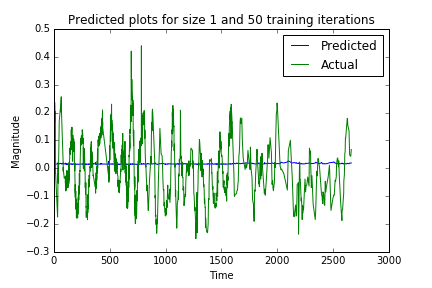 Predicted plots for size 1 and 50 training iterations
0.5
0.4
0.3
0.2
0.1
0.0
−0.1
−0.2
−0.3
Magnitude
Predicted
Actual
0 500 1000 1500 2000 2500 3000
Time